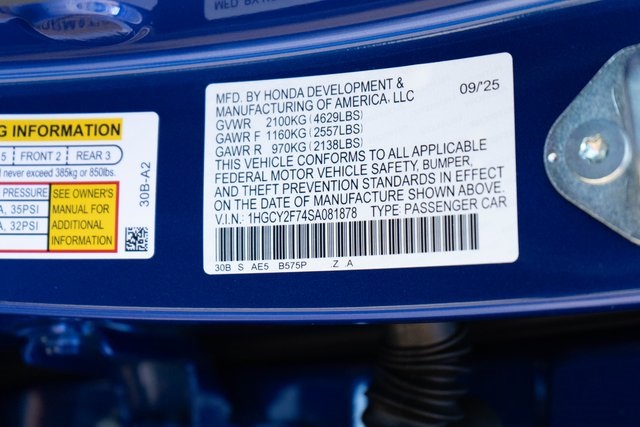 MFD. BY HONDA DEVELOPMENT &
MANUFACTURING OF AMERICA, LLC
09/'25
GVWR 2100KG (4629LBS)
GAWR F 1160KG (2557LBS)
GAWR R 970KG (2138LBS)
THIS VEHICLE CONFORMS TO ALL APPLICABLE
FEDERAL MOTOR VEHICLE SAFETY, BUMPER,
AND THEFT PREVENTION STANDARDS IN EFFECT
ON THE DATE OF MANUFACTURE SHOWN ABOVE.
V.I.N.: 1HGCY2F74SA081878 TYPE: PASSENGER CAR
30B S AE5 B575P Z A
G INFORMATION
5 FRONT 2 REAR 3
d never exceed 385kg or 850lbs.
PRESSURE
A, 35PSI
A, 32PSI
SEE OWNER'S
MANUAL FOR
ADDITIONAL
INFORMATION
30B-A2